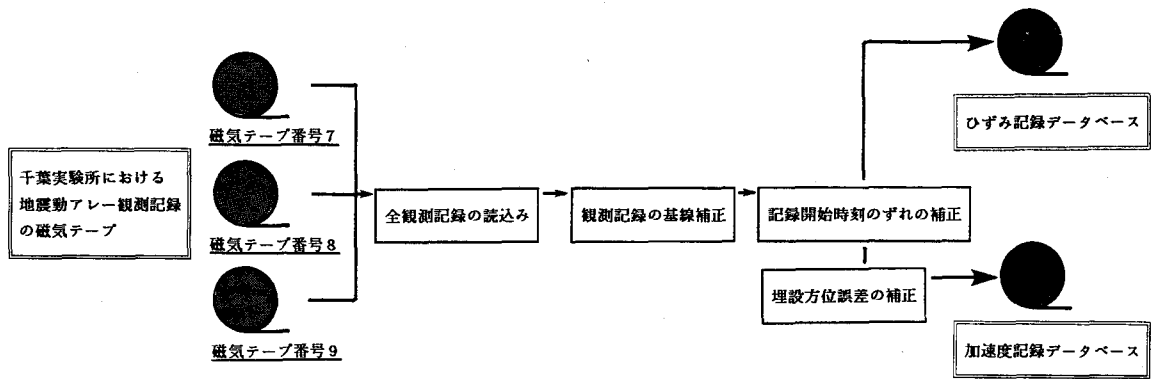 千葉実験所における
地震動アレー観測記録
の磁気テープ
磁気テープ番号7
磁気テープ番号8
磁気テープ番号9
全観測記録の読込み
観測記録の基線補正
記録開始時刻のずれの補正
埋設方位誤差の補正
ひずみ記録データベース
加速度記録データベース